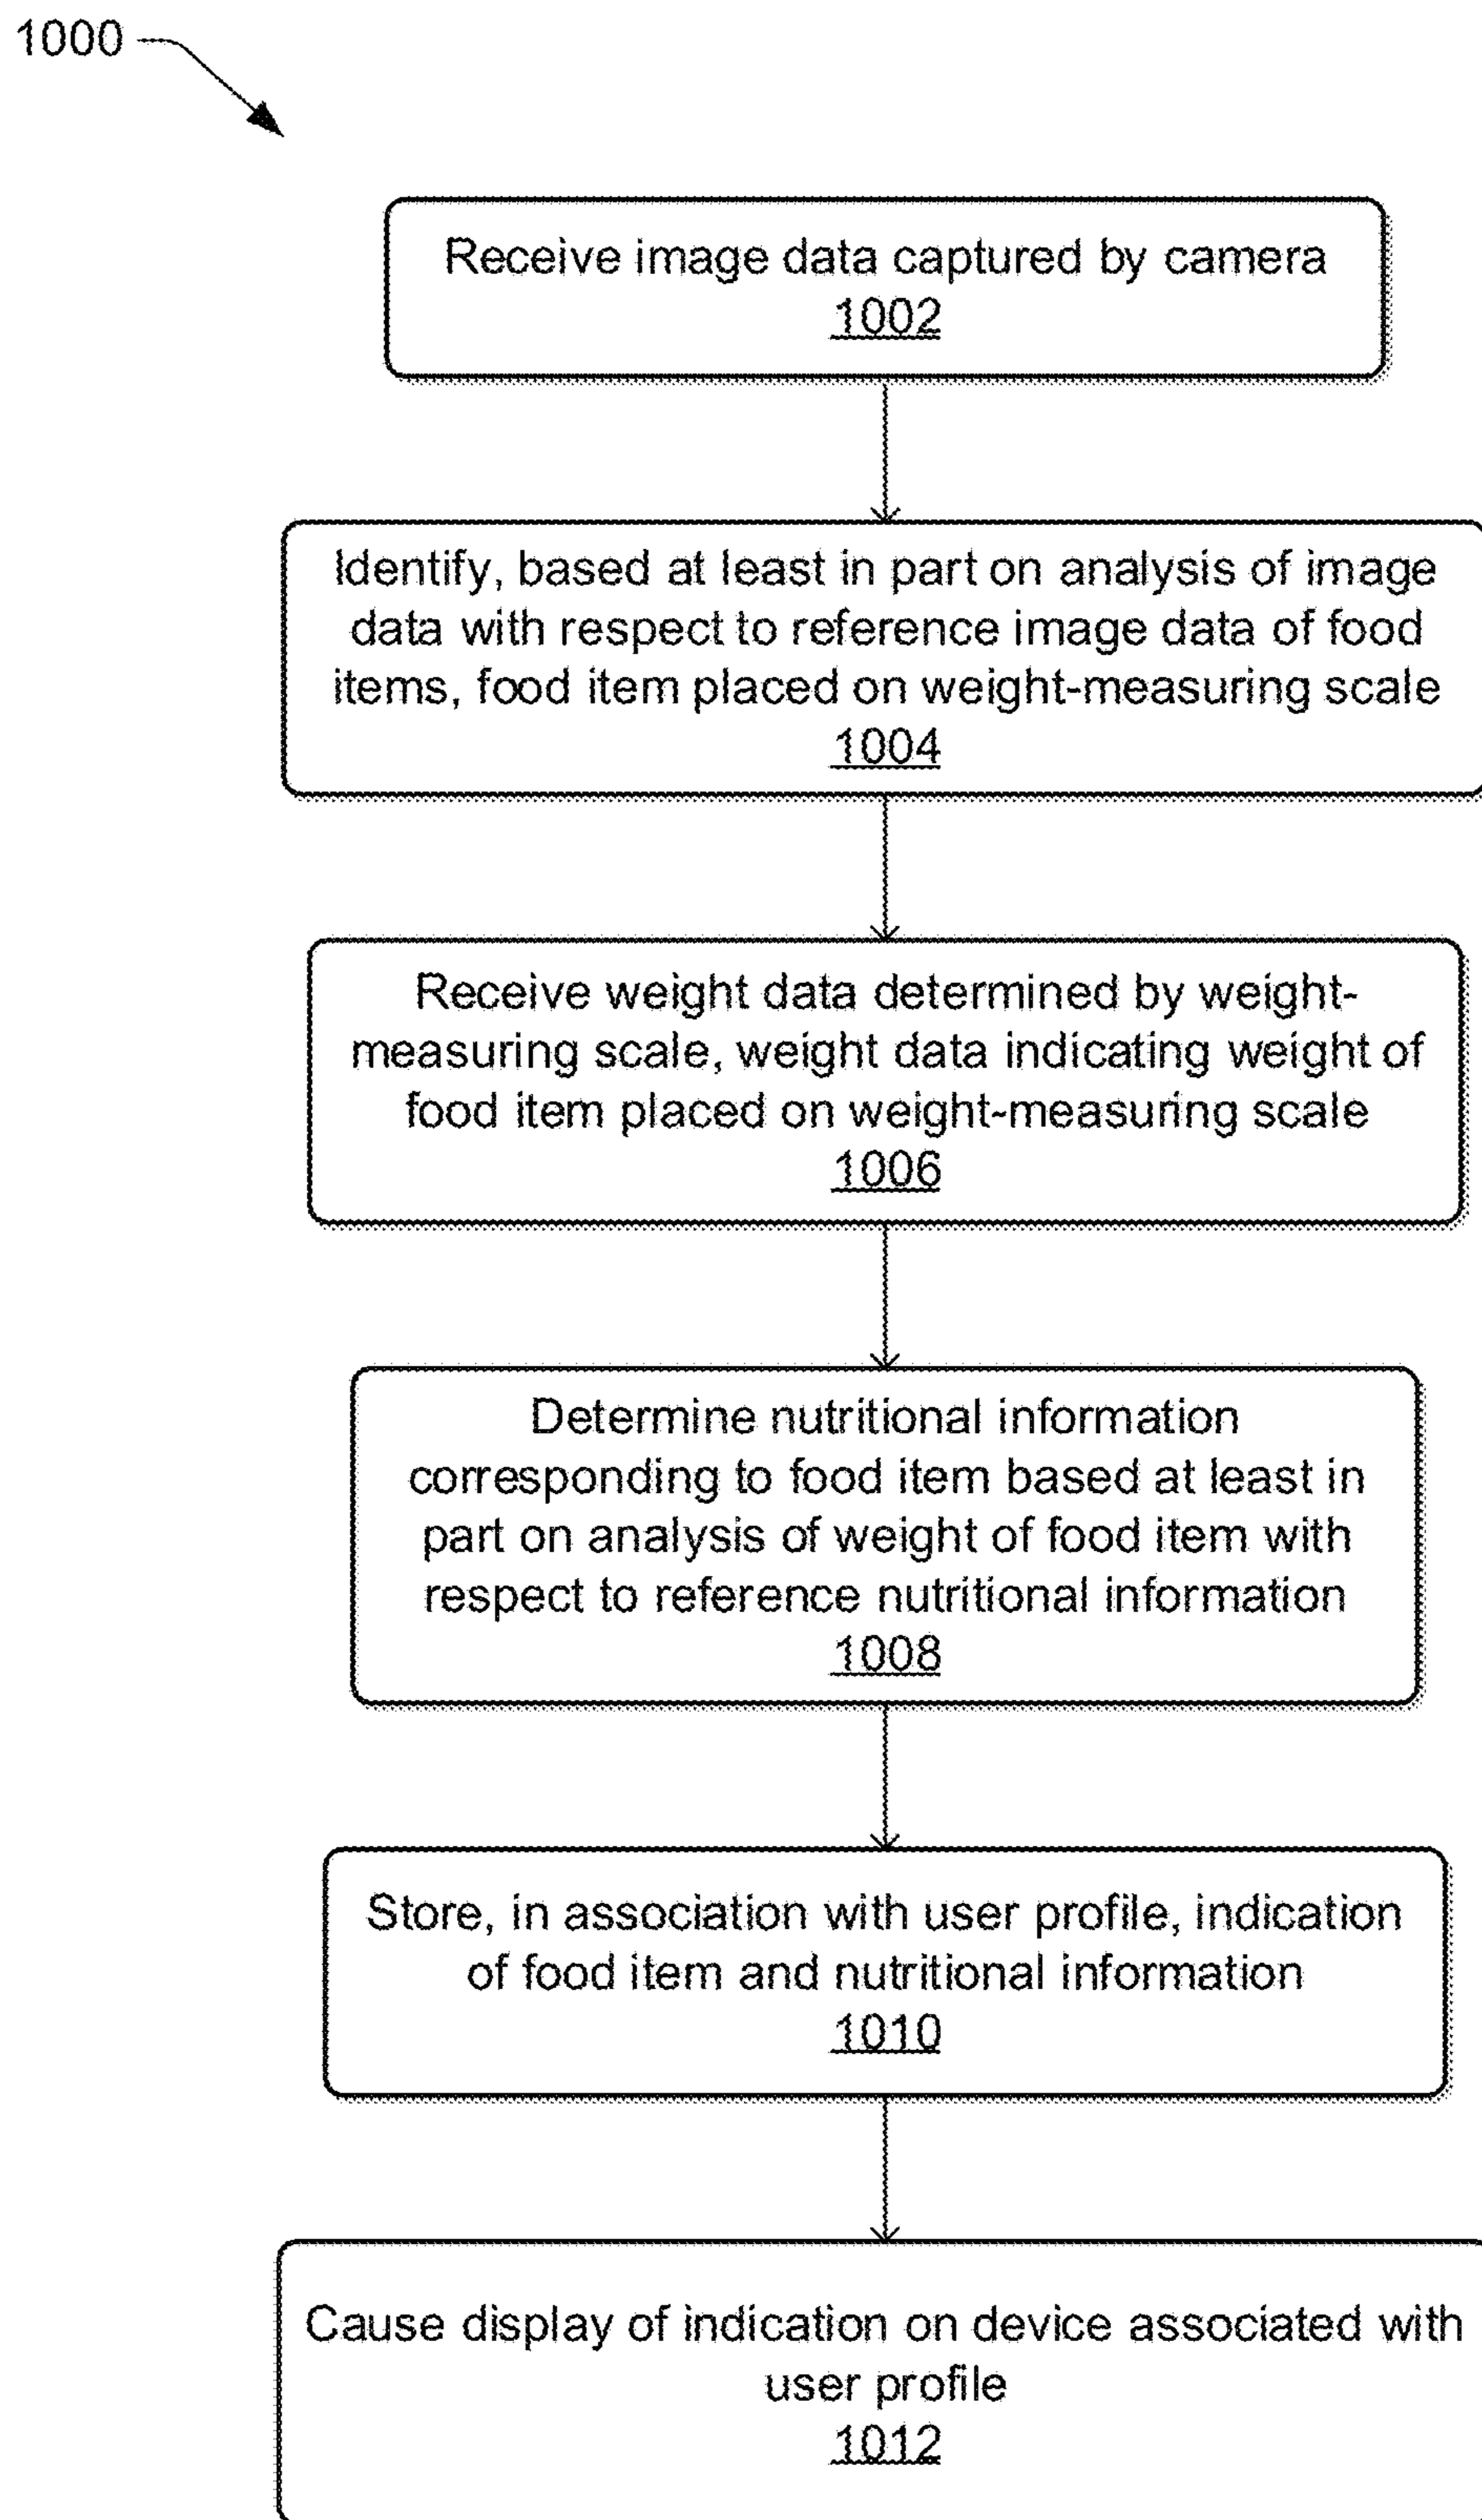 1000
Receive image data captured by camera
1002
Identify, based at least in part on analysis of image
data with respect to reference image data of food
items, food item placed on weight-measuring scale
1004
Receive weight data determined by weight-
measuring scale, weight data indicating weight of
food item placed on weight-measuring scale
1006
Determine nutritional information
corresponding to food item based at least in
part on analysis of weight of food item with
respect to reference nutritional information
1008
Store, in association with user profile, indication
of food item and nutritional information
1010
Cause display of indication on device associated with
user profile
1012